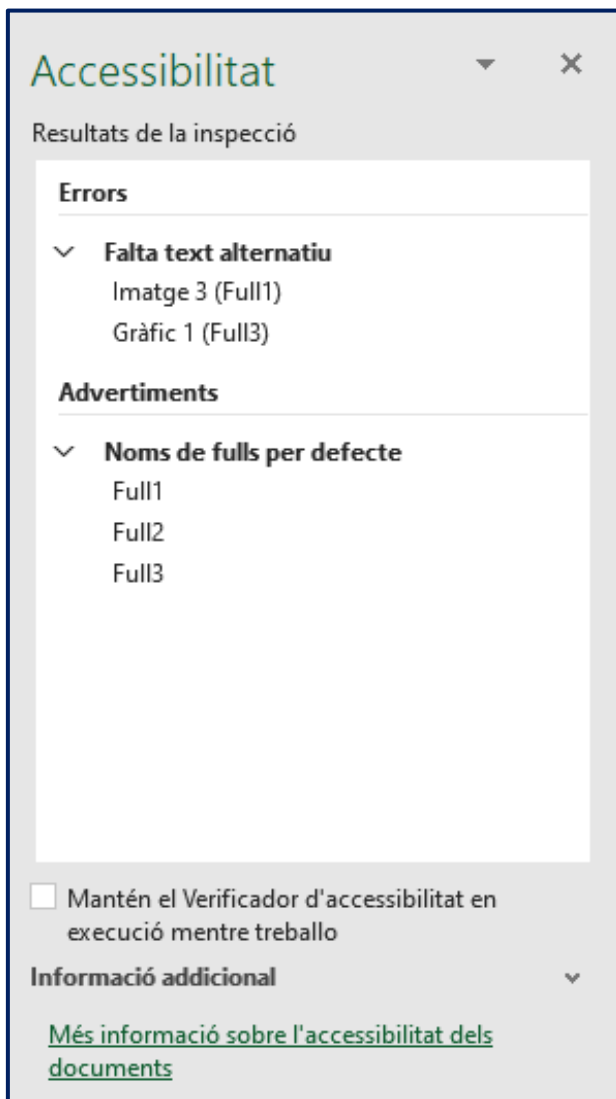 Accessibilitat
Resultats de la inspecció
Errors
Falta text alternatiu
Imatge 3 (Full1)
Gràfic 1 (Full3)
Advertiments
Noms de fulls per defecte
Full1
Full2
Full3
Mantén el Verificador d'accessibilitat en
execució mentre treballo
Informació addicional
Més informació sobre l'accessibilitat dels
documents